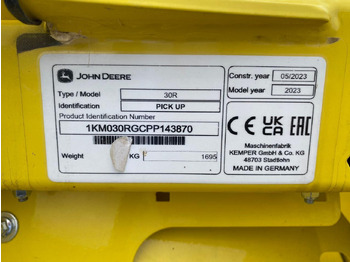 JOHN DEERE
Constr. year 05/2023
Model year 2023
Type / Model 30R
Identification PICK UP
Product Identification Number
1KM030RGCPP143870
Weight KG 1695
CE UK CA EAC
Maschinenfabrik
KEMPER GmbH & Co. KG
48703 Stadtlohn
MADE IN GERMANY